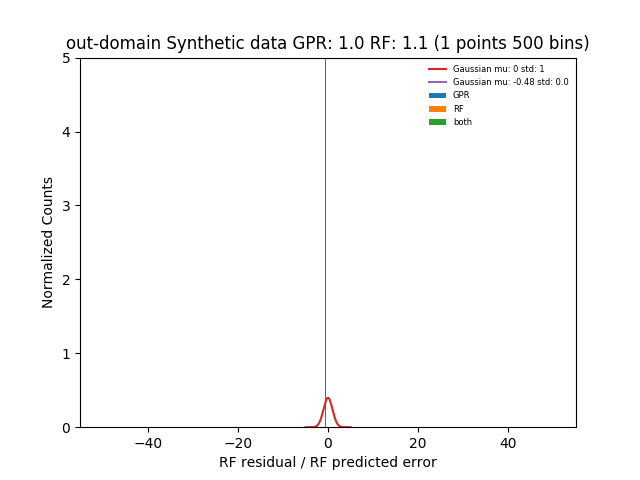 out-domain Synthetic data GPR: 1.0 RF: 1.1 (1 points 500 bins)
Gaussian mu: 0 std: 1
Gaussian mu: -0.48 std: 0.0
GPR
RF
both
Normalized Counts
5
4
3
2
1
0
−40
−20
0
20
40
RF residual / RF predicted error